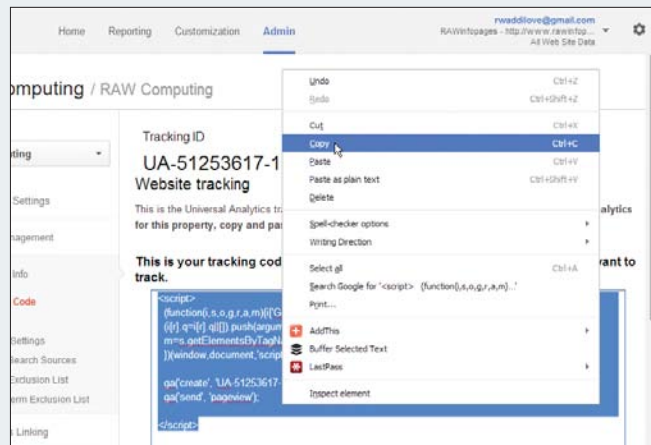 rwaddilove@gmail.com
Home Reporting Customization Admin
RAWinfopages - http://www.rawinfop...
All Web Site Data
omputing / RAW Computing
Tracking ID
UA-51253617-1
Website tracking
This is the Universal Analytics tr
alytics
for this property, copy and pa
This is your tracking cod
ant to
track.
<script>
(function(i,s,o,g,r,a,m){i['G
(i[r].q=i[r].q||[]).push(argum
m=s.getElementsByTagNa
})(window,document,'script
ga('create', 'UA-51253617-
ga('send', 'pageview');
</script>
ting
Settings
nagement
Info
Code
Settings
Search Sources
Exclusion List
erm Exclusion List
s Linking
Undo Ctrl+Z
Redo Ctrl+Shift+Z
Cut Ctrl+X
Copy Ctrl+C
Paste Ctrl+V
Paste as plain text Ctrl+Shift+V
Delete
Spell-checker options
Writing Direction
Select all Ctrl+A
Search Google for '<script> (function(i,s,o,g,r,a,m)...'
Print...
AddThis
Buffer Selected Text
LastPass
Inspect element